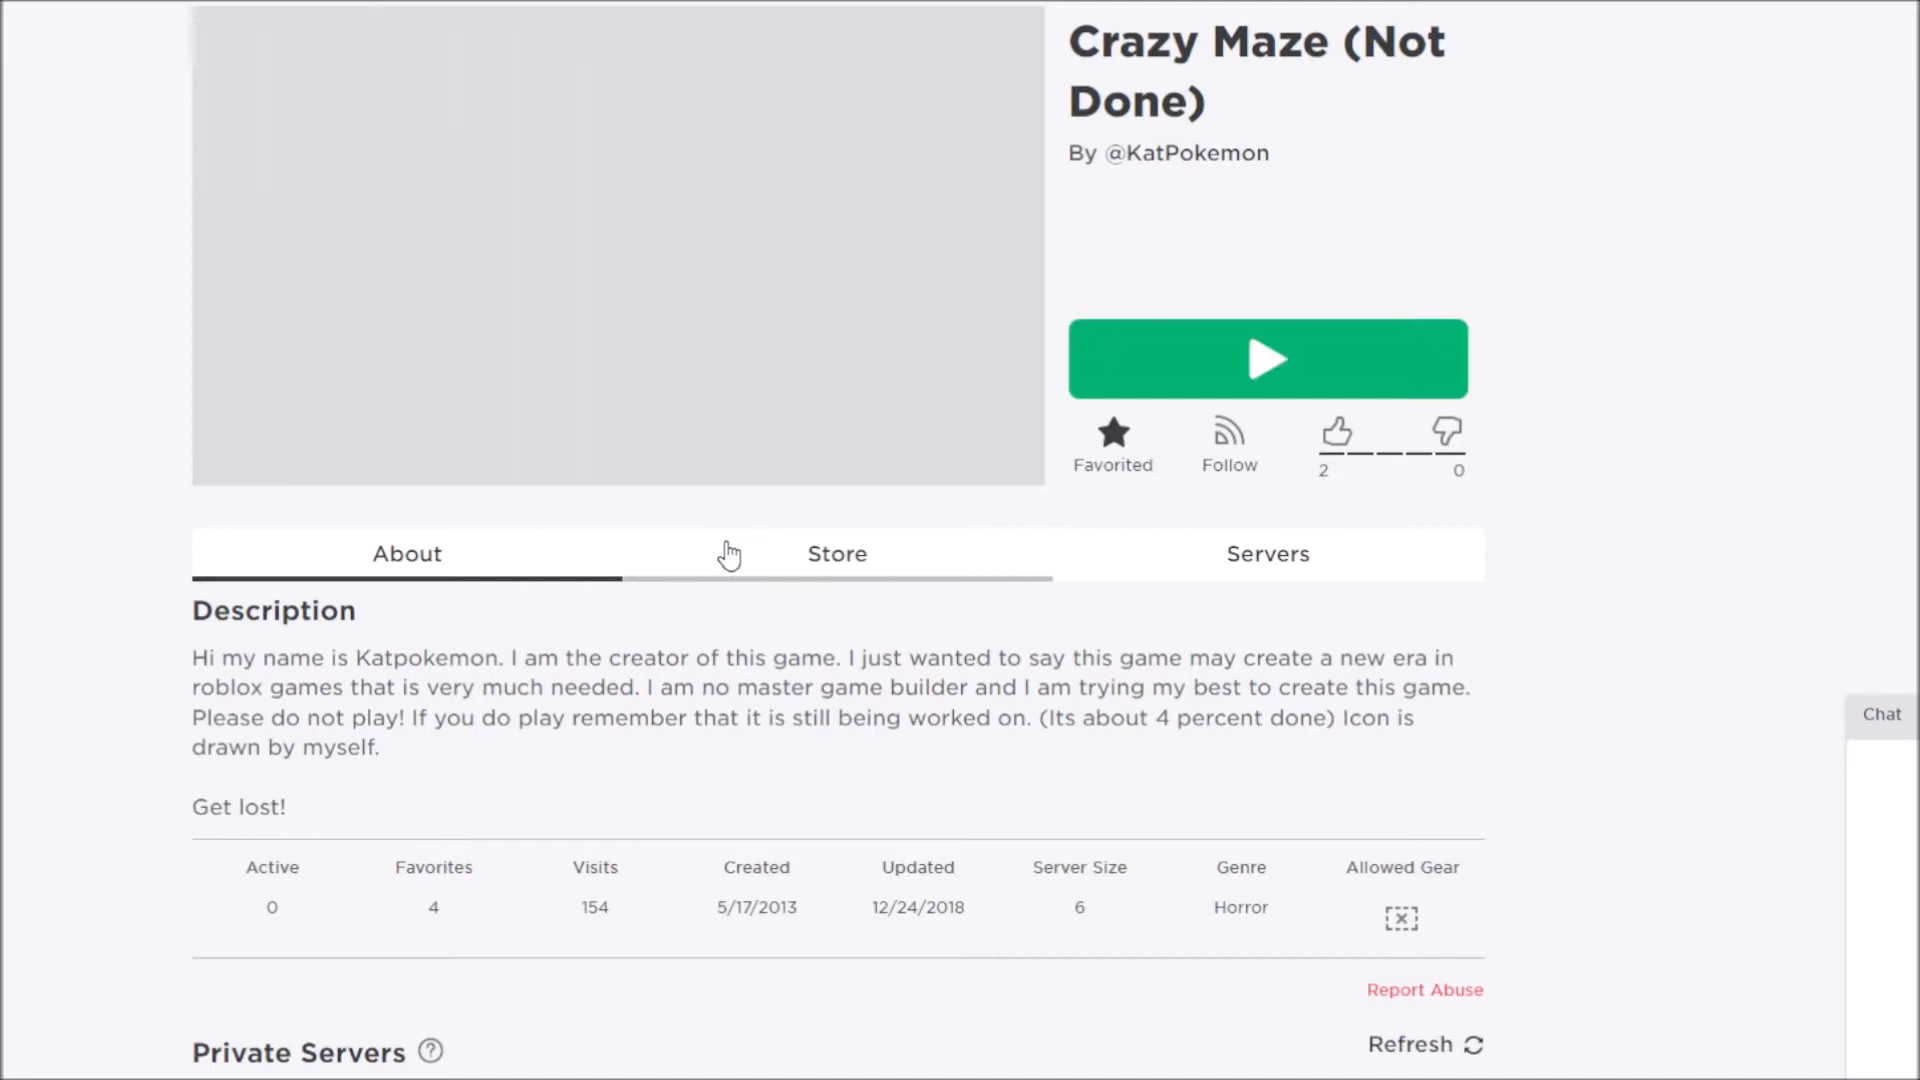 Crazy Maze (Not
Done)
By @KatPokemon
Favorited
Follow
2
0
About
Store
Servers
Description
Hi my name is Katpokemon. I am the creator of this game. I just wanted to say this game may create a new era in
roblox games that is very much needed. I am no master game builder and I am trying my best to create this game.
Please do not play! If you do play remember that it is still being worked on. (Its about 4 percent done) Icon is
drawn by myself.
Get lost!
Active
Favorites
Visits
Created
Updated
Server Size
Genre
Allowed Gear
0
4
154
5/17/2013
12/24/2018
6
Horror
Report Abuse
Private Servers ?
Refresh
Chat